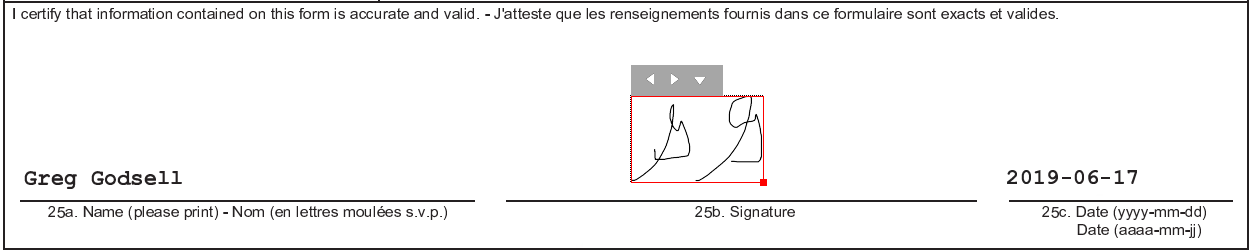 I certify that information contained on this form is accurate and valid. - J'atteste que les renseignements fournis dans ce formulaire sont exacts et valides.
Greg Godsell
2019-06-17
25a. Name (please print) - Nom (en lettres moulées s.v.p.)
25b. Signature
25c. Date (yyyy-mm-dd)
Date (aaaa-mm-jj)